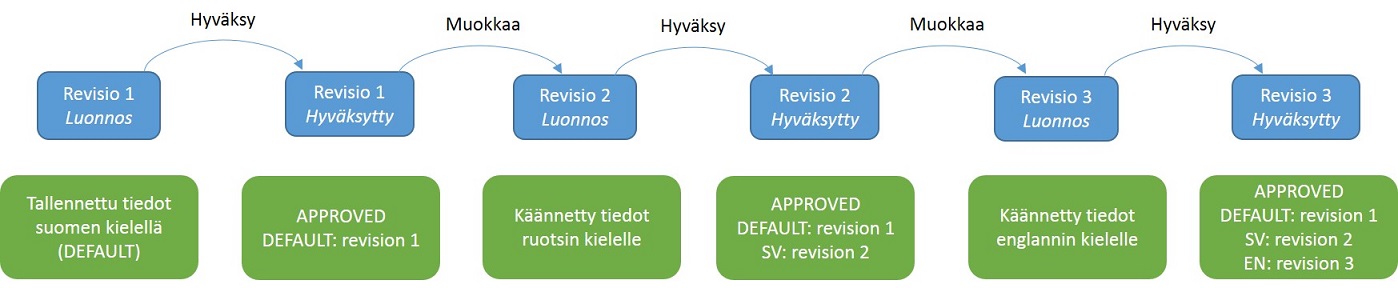 Hyväksy
Muokkaa
Hyväksy
Muokkaa
Hyväksy
Revisio 1
Luonnos
Revisio 1
Hyväksytty
Revisio 2
Luonnos
Revisio 2
Hyväksytty
Revisio 3
Luonnos
Revisio 3
Hyväksytty
Tallennettu tiedot
suomen kielellä
(DEFAULT)
APPROVED
DEFAULT: revision 1
Käännetty tiedot
ruotsin kielelle
APPROVED
DEFAULT: revision 1
SV: revision 2
Käännetty tiedot
englannin kielelle
APPROVED
DEFAULT: revision 1
SV: revision 2
EN: revision 3